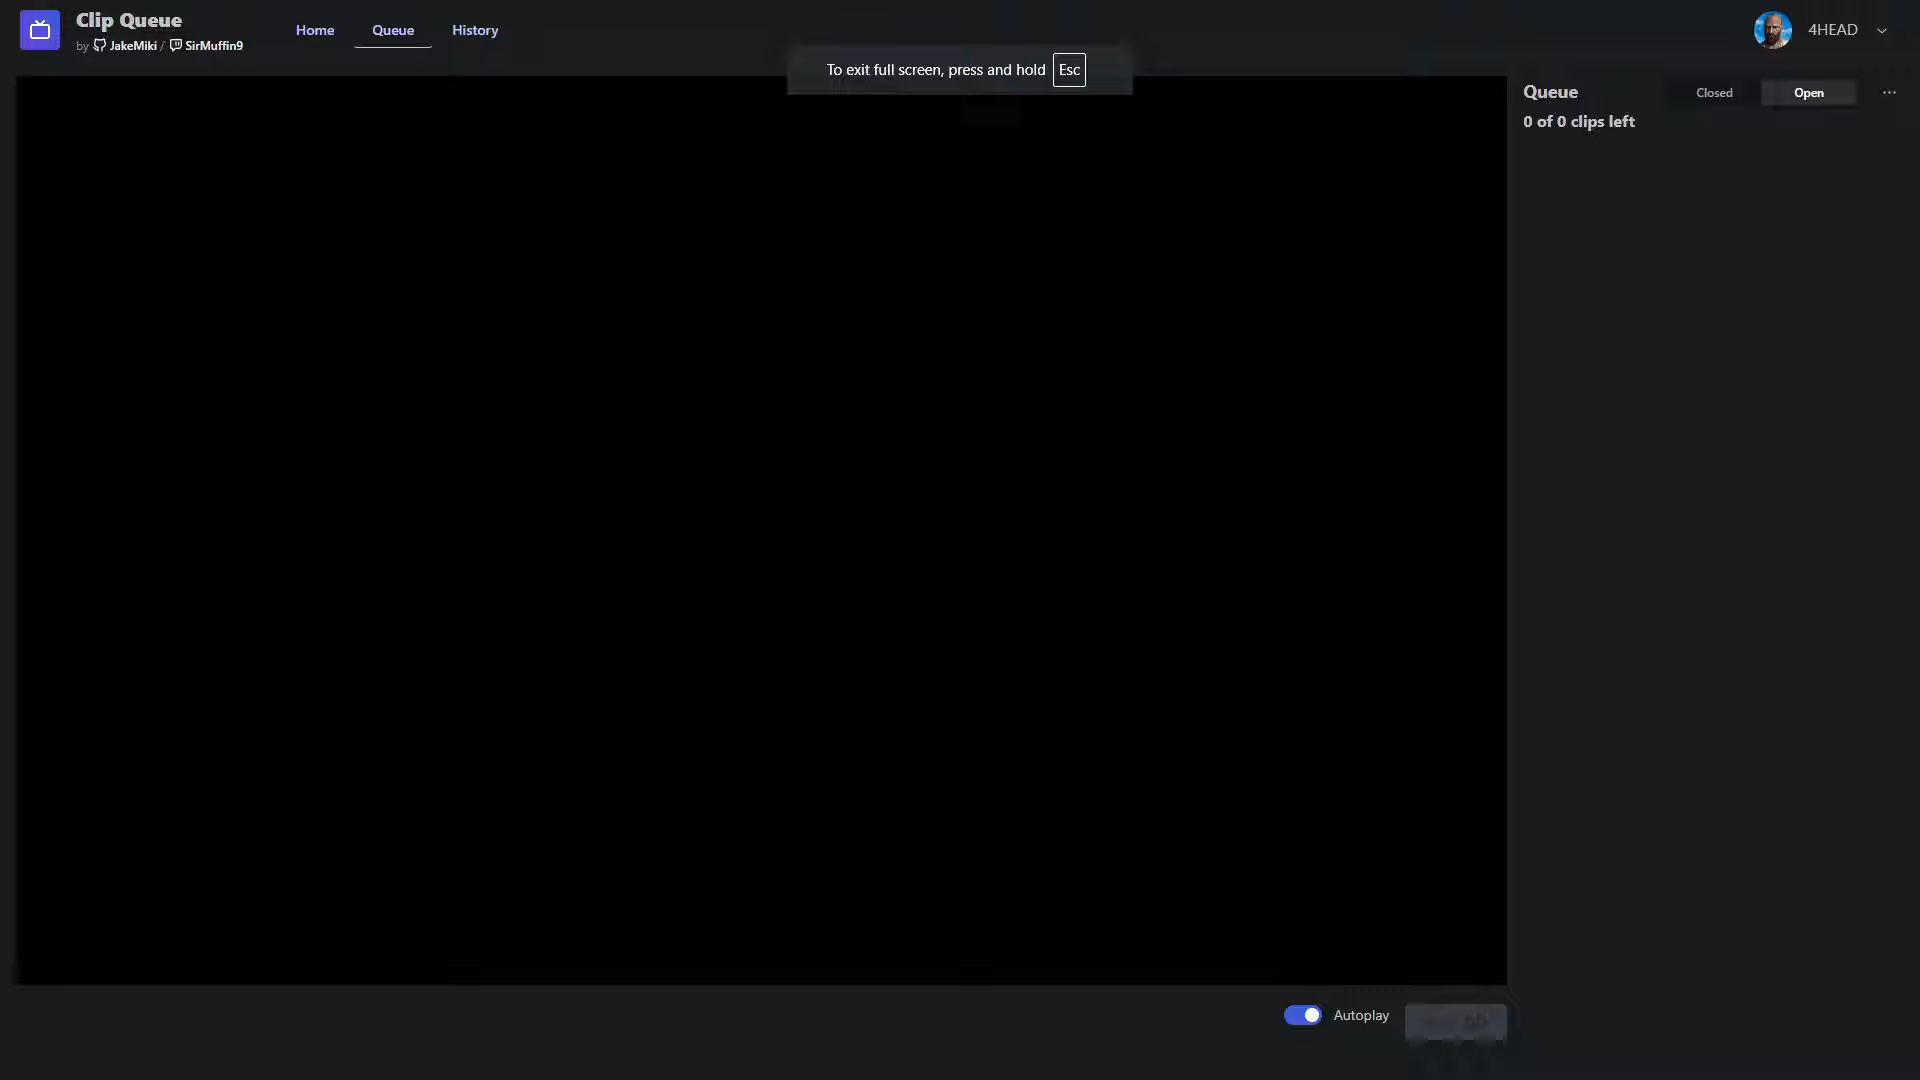 Clip Queue
by JakeMiki / SirMuffin9
Home
Queue
History
4HEAD
To exit full screen, press and hold Esc
Queue
Closed
Open
0 of 0 clips left
Autoplay